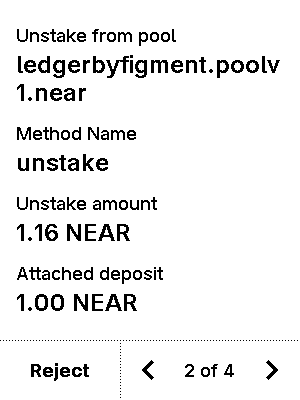 Unstake from pool
ledgerbyfigment.poolv
1.near
Method Name
unstake
Unstake amount
1.16 NEAR
Attached deposit
1.00 NEAR
Reject
2 of 4